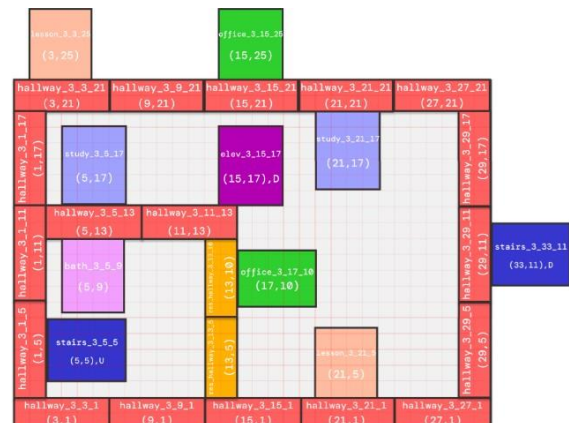 lesson_3_3_25
(3,25)
office_3_15_25
(15,25)
hallway_3_3_21
(3,21)
hallway_3_9_21
(9,21)
hallway_3_15_21
(15,21)
hallway_3_21_21
(21,21)
hallway_3_27_21
(27,21)
hallway_3_1_17
(1,17)
study_3_5_17
(5,17)
elev_3_15_17
(15,17),D
study_3_21_17
(21,17)
hallway_3_29_17
(29,17)
hallway_3_1_11
(1,11)
hallway_3_5_13
(5,13)
hallway_3_11_13
(11,13)
hallway_3_29_11
(29,11)
stairs_3_33_11
(33,11),D
bath_3_5_9
(5,9)
(13,10)
office_3_17_10
(17,10)
hallway_3_1_5
(1,5)
stairs_3_5_5
(5,5),U
(13,5)
lesson_3_21_5
(21,5)
hallway_3_29_5
(29,5)
hallway_3_3_1
(3,1)
hallway_3_9_1
(9,1)
hallway_3_15_1
(15,1)
hallway_3_21_1
(21,1)
hallway_3_27_1
(27,1)